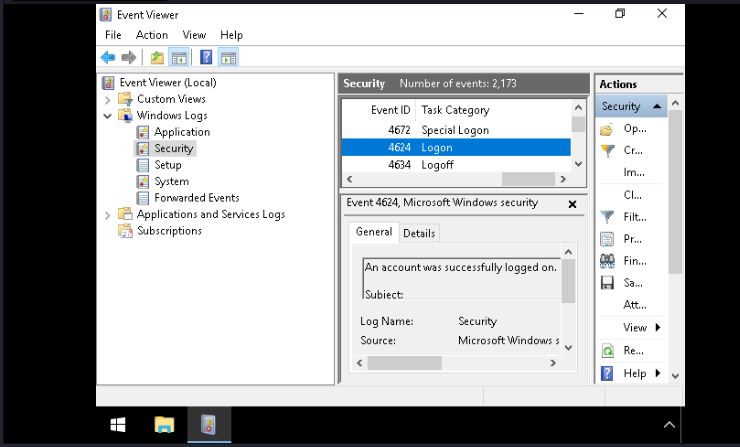 Event Viewer
File Action View Help
Event Viewer (Local)
Custom Views
Windows Logs
Application
Security
Setup
System
Forwarded Events
Applications and Services Logs
Subscriptions
Security Number of events: 2,173
Event ID Task Category
4672 Special Logon
4624 Logon
4634 Logoff
Event 4624, Microsoft Windows security
General Details
An account was successfully logged on.
Subject:
Log Name: Security
Source: Microsoft Windows s
Actions
Security
Op...
Cr...
Im...
Cl...
Filt...
Pr...
Fin...
Sa...
Att...
View
Re...
Help